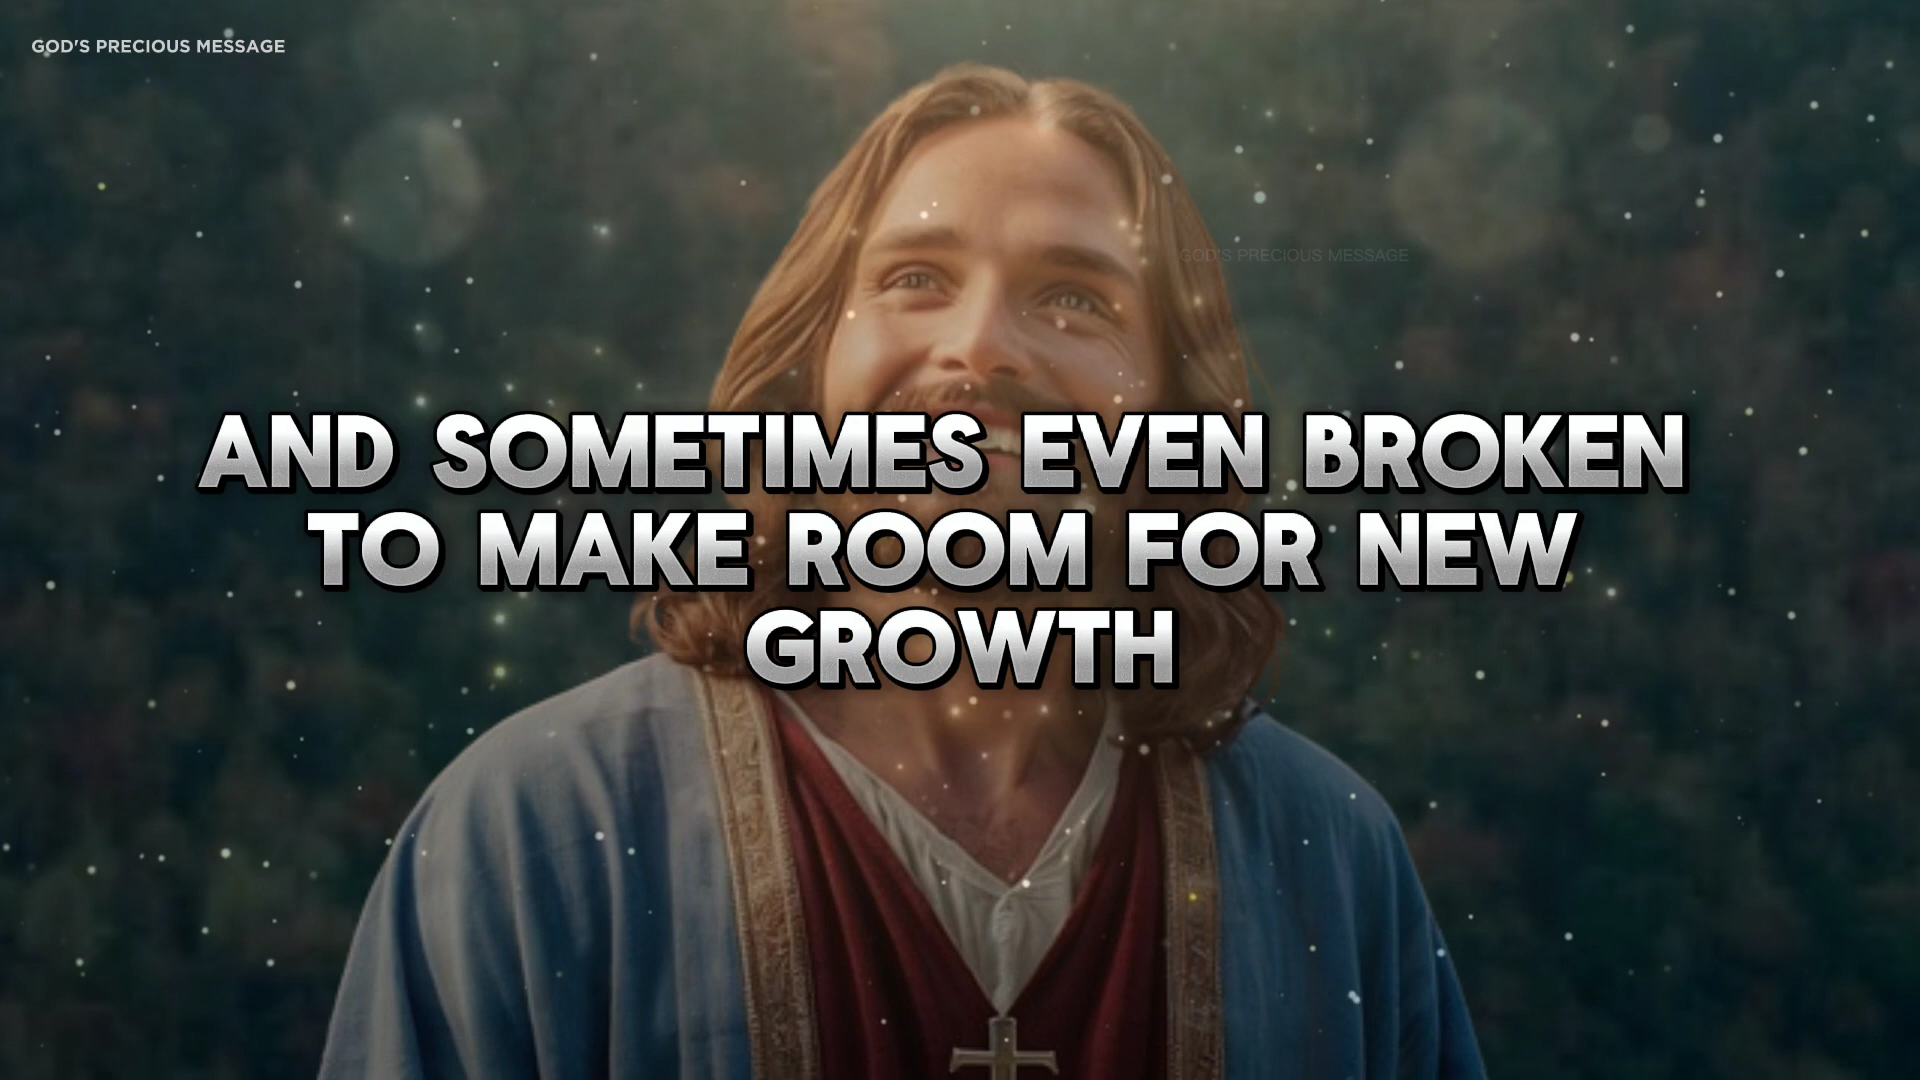 GOD'S PRECIOUS MESSAGE
GOD'S PRECIOUS MESSAGE
AND SOMETIMES EVEN BROKEN
TO MAKE ROOM FOR NEW
GROWTH